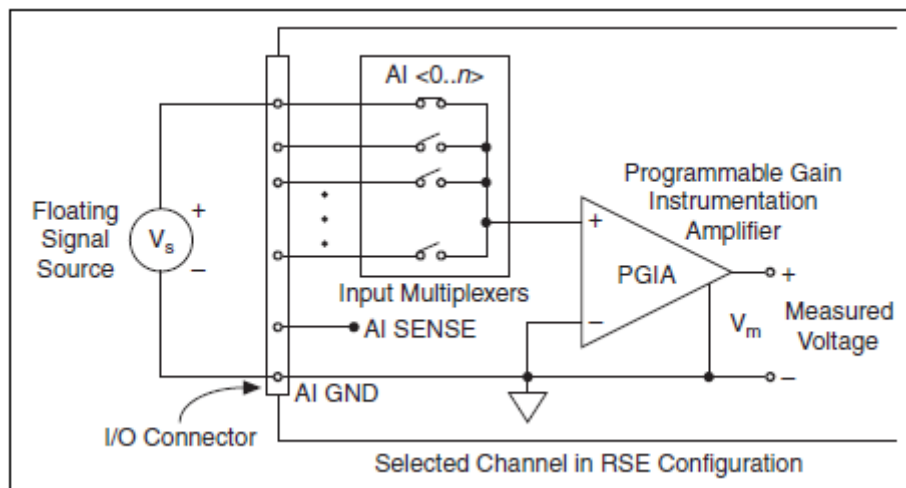 AI <0..n>
Programmable Gain
Instrumentation
Amplifier
Floating
Signal
Source
+
Vs
–
+
PGIA
–
+
Vm
Measured
Voltage
–
Input Multiplexers
AI SENSE
AI GND
I/O Connector
Selected Channel in RSE Configuration